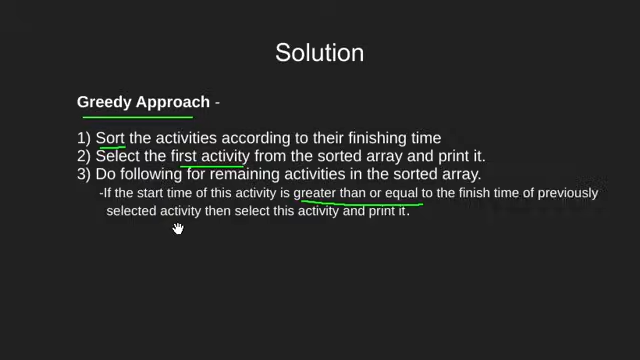 Solution
Greedy Approach -
1) Sort the activities according to their finishing time
2) Select the first activity from the sorted array and print it.
3) Do following for remaining activities in the sorted array.
-If the start time of this activity is greater than or equal to the finish time of previously
selected activity then select this activity and print it.